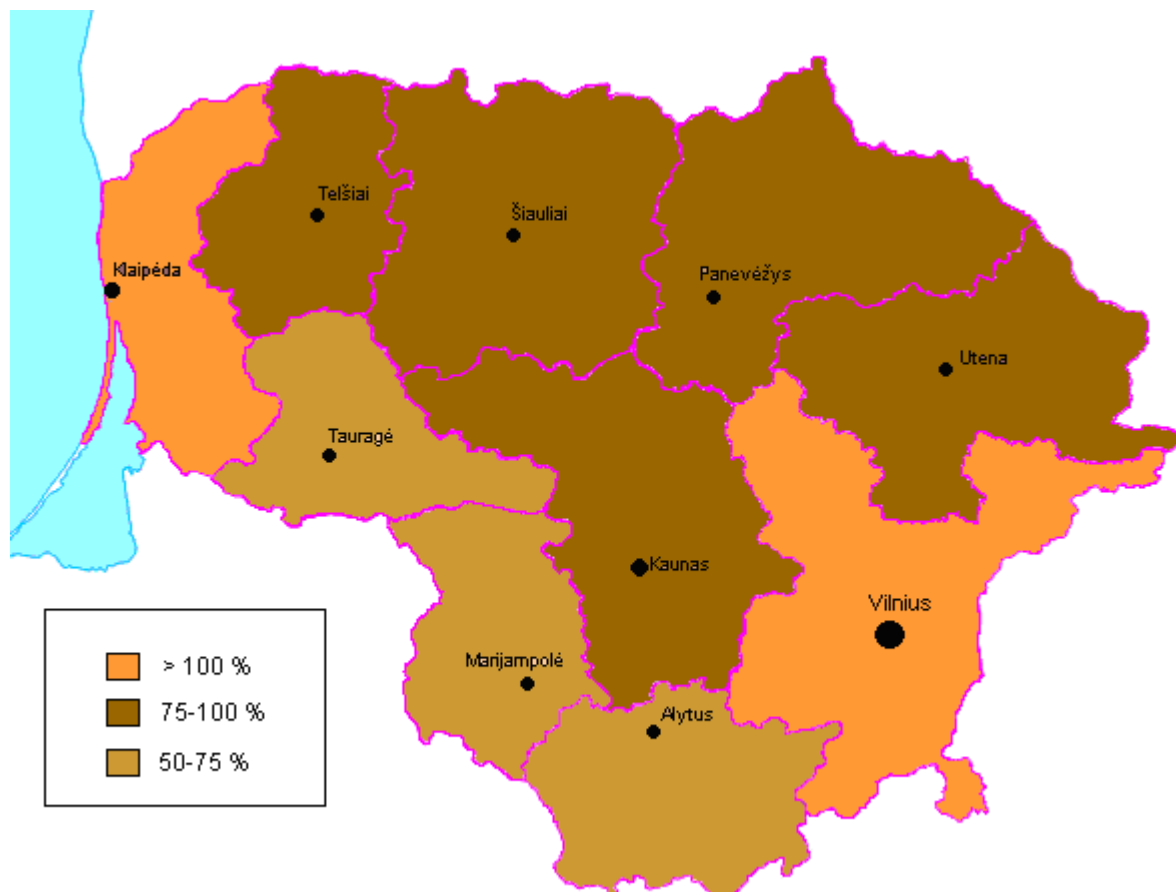 Telšiai
Šiauliai
Klaipėda
Panevėžys
Utena
Tauragė
Kaunas
Vilnius
Marijampolė
Alytus
> 100 %
75-100 %
50-75 %